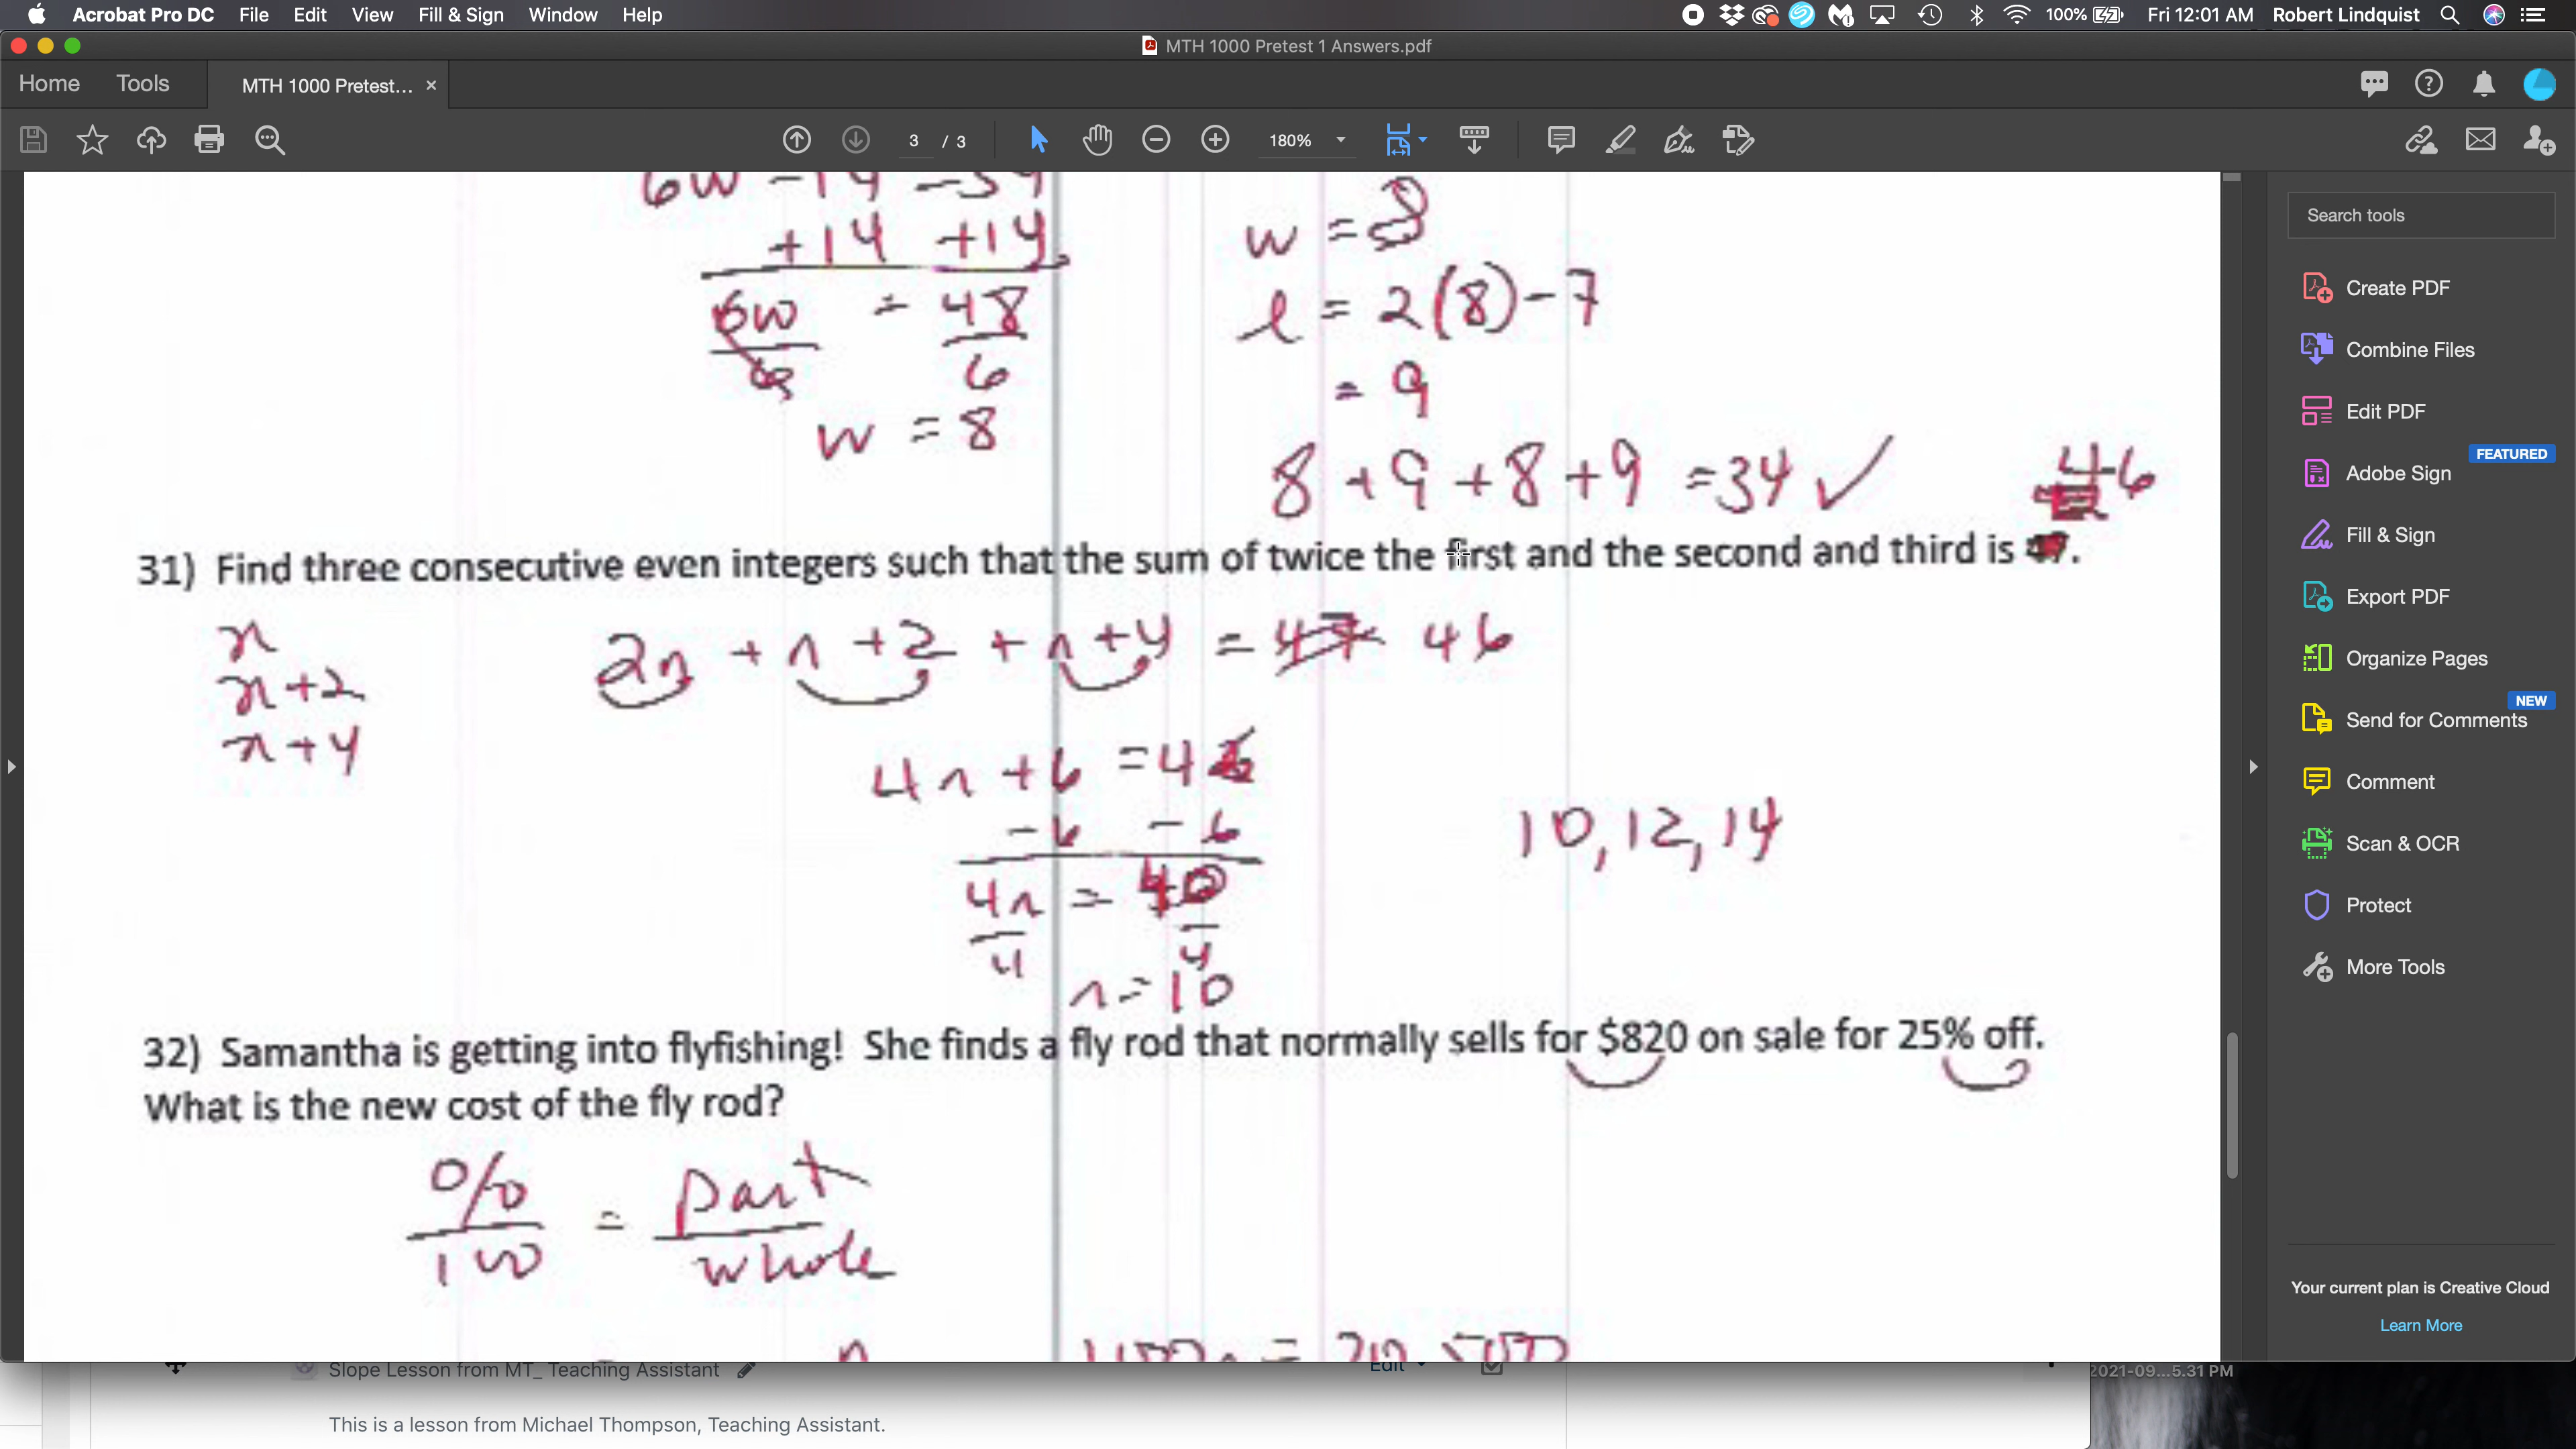 Acrobat Pro DC File Edit View Fill & Sign Window Help 100% Fri 12:01 AM Robert Lindquist
MTH 1000 Pretest 1 Answers.pdf
Home Tools MTH 1000 Pretest... ×
3 / 3 180%
6w - 14 = 34
+14 +14
6w = 48
6 6
w = 8
w = 8
l = 2(8) - 7
= 9
8 + 9 + 8 + 9 = 34 ✓
46
31) Find three consecutive even integers such that the sum of twice the first and the second and third is 47.
n
n+2
n+4
2n + n + 2 + n + 4 = 47 46
4n + 6 = 46
- 6 - 6
4n = 40
4 4
n = 10
10, 12, 14
32) Samantha is getting into flyfishing! She finds a fly rod that normally sells for $820 on sale for 25% off.
What is the new cost of the fly rod?
% = part
100 whole
Search tools
Create PDF
Combine Files
Edit PDF
FEATURED
Adobe Sign
Fill & Sign
Export PDF
Organize Pages
NEW
Send for Comments
Comment
Scan & OCR
Protect
More Tools
Your current plan is Creative Cloud
Learn More
Slope Lesson from MT_ Teaching Assistant Edit
2021-09...5.31 PM
This is a lesson from Michael Thompson, Teaching Assistant.